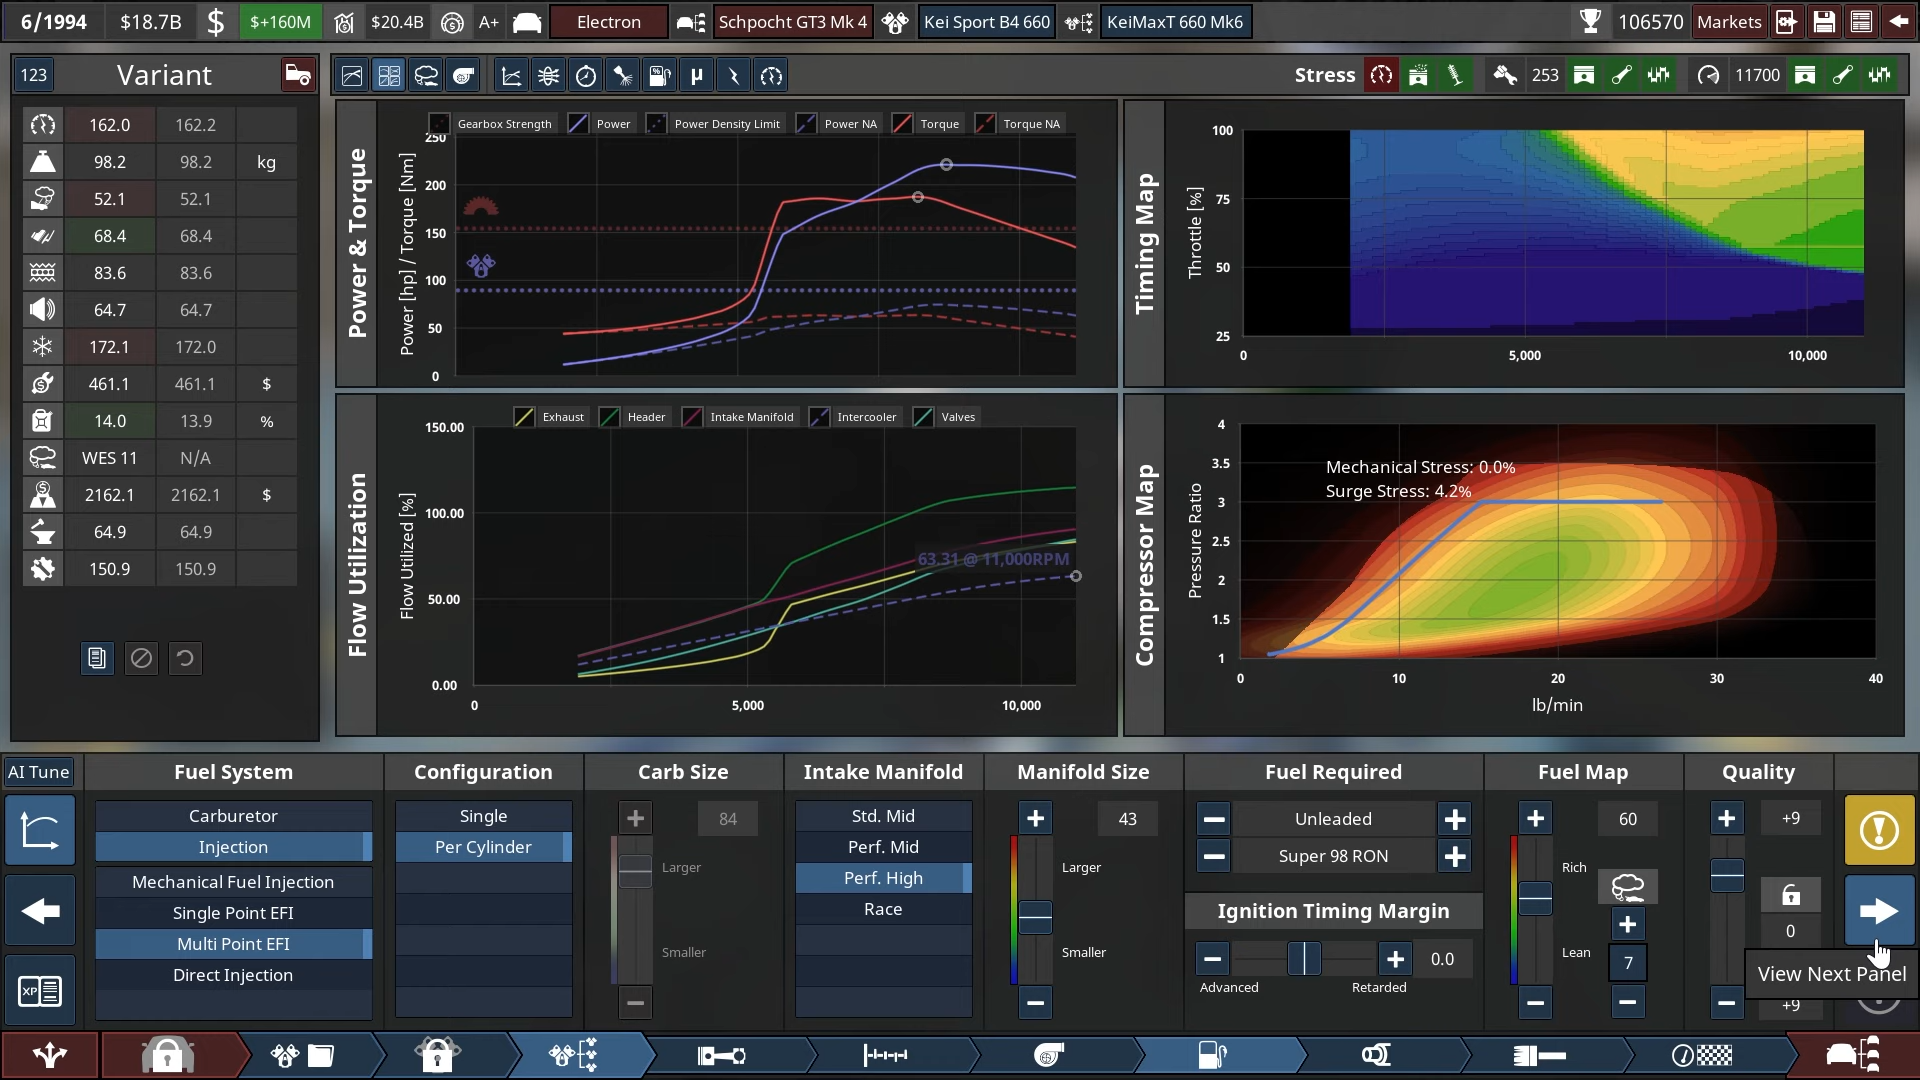 6/1994 $18.7B $+160M $20.4B A+ Electron Schpocht GT3 Mk 4 Kei Sport B4 660 KeiMaxT 660 Mk6 106570 Markets
123 Variant
162.0 162.2
98.2 98.2 kg
52.1 52.1
68.4 68.4
83.6 83.6
64.7 64.7
172.1 172.0
461.1 461.1 $
14.0 13.9 %
WES 11 N/A
2162.1 2162.1 $
64.9 64.9
150.9 150.9
% μ
Stress 253 11700
Power & Torque
Gearbox Strength Power Power Density Limit Power NA Torque Torque NA
Power [hp] / Torque [Nm]
250
200
150
100
50
0
Timing Map
Throttle [%]
100
75
50
25
0 5,000 10,000
Flow Utilization
Exhaust Header Intake Manifold Intercooler Valves
Flow Utilized [%]
150.00
100.00
63.31 @ 11,000RPM
50.00
0.00
0 5,000 10,000
Compressor Map
Pressure Ratio
4
3.5
Mechanical Stress: 0.0%
Surge Stress: 4.2%
3
2.5
2
1.5
1
0 10 20 30 40
lb/min
AI Tune
XP
Fuel System
Carburetor
Injection
Mechanical Fuel Injection
Single Point EFI
Multi Point EFI
Direct Injection
Configuration
Single
Per Cylinder
Carb Size
84
Larger
Smaller
Intake Manifold
Std. Mid
Perf. Mid
Perf. High
Race
Manifold Size
43
Larger
Smaller
Fuel Required
Unleaded
Super 98 RON
Ignition Timing Margin
0.0
Advanced Retarded
Fuel Map
60
Rich
Lean
7
Quality
+9
0
+9
View Next Panel